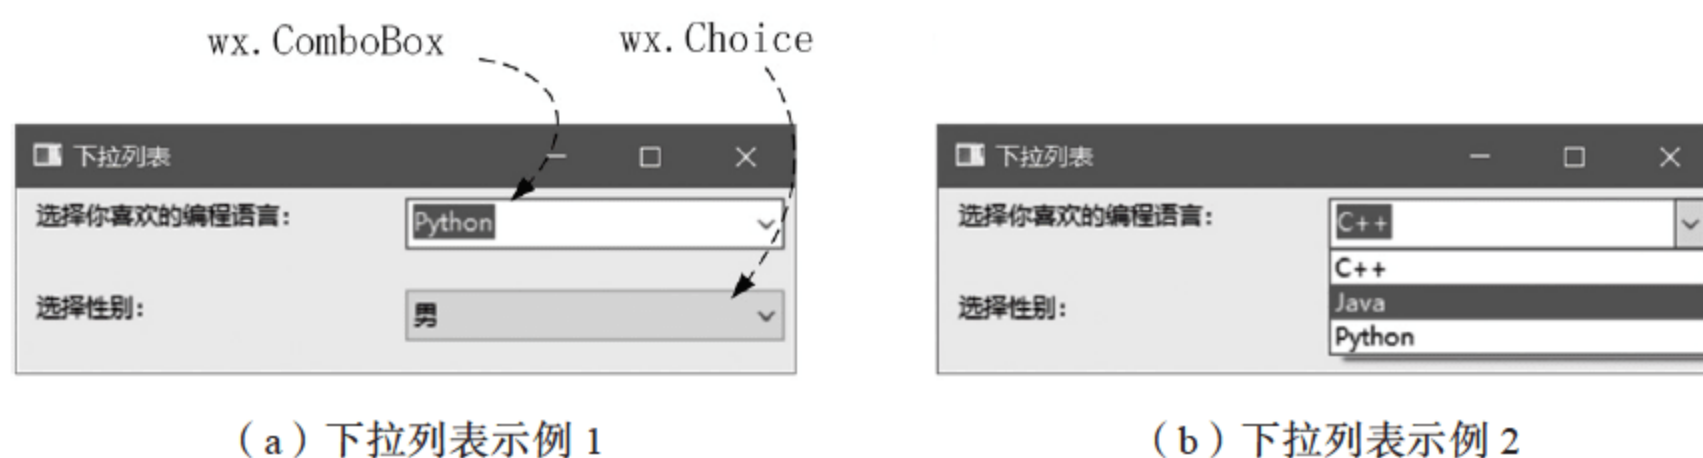 wx.ComboBox
wx.Choice
下拉列表
选择你喜欢的编程语言：
Python
选择性别：
男
（a）下拉列表示例 1
下拉列表
选择你喜欢的编程语言：
C++
C++
Java
选择性别：
Python
（b）下拉列表示例 2